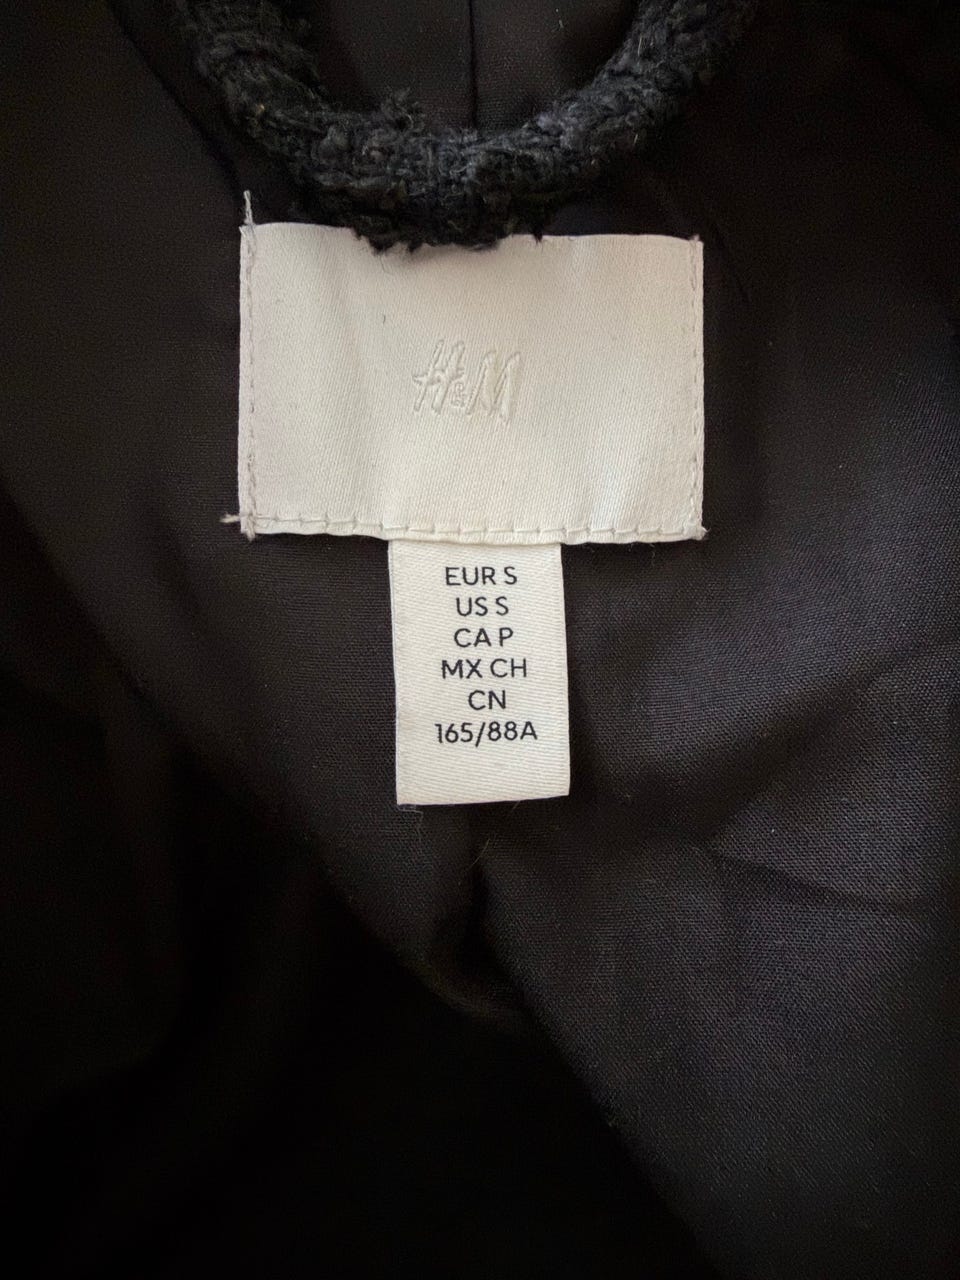 H&M
EUR S
US S
CA P
MX CH
CN
165/88A